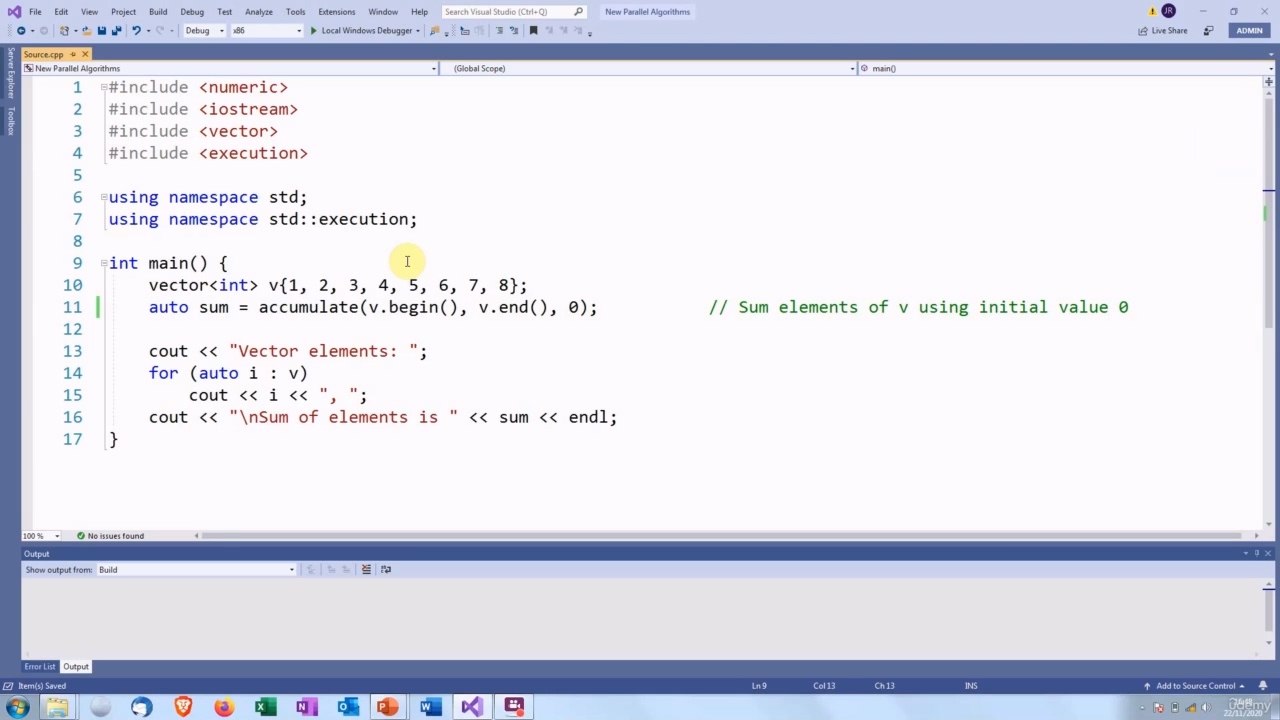 File Edit View Project Build Debug Test Analyze Tools Extensions Window Help Search Visual Studio (Ctrl+Q) New Parallel Algorithms JR
Debug x86 Local Windows Debugger Live Share ADMIN
Server Explorer
Toolbox
Source.cpp
New Parallel Algorithms (Global Scope) main()
1 #include <numeric>
2 #include <iostream>
3 #include <vector>
4 #include <execution>
5
6 using namespace std;
7 using namespace std::execution;
8
9 int main() {
10 vector<int> v{1, 2, 3, 4, 5, 6, 7, 8};
11 auto sum = accumulate(v.begin(), v.end(), 0); // Sum elements of v using initial value 0
12
13 cout << "Vector elements: ";
14 for (auto i : v)
15 cout << i << ", ";
16 cout << "\nSum of elements is " << sum << endl;
17 }
100 % No issues found
Output
Show output from: Build
Error List Output
Item(s) Saved Ln 9 Col 13 Ch 13 INS Add to Source Control
udemy
22/11/2020